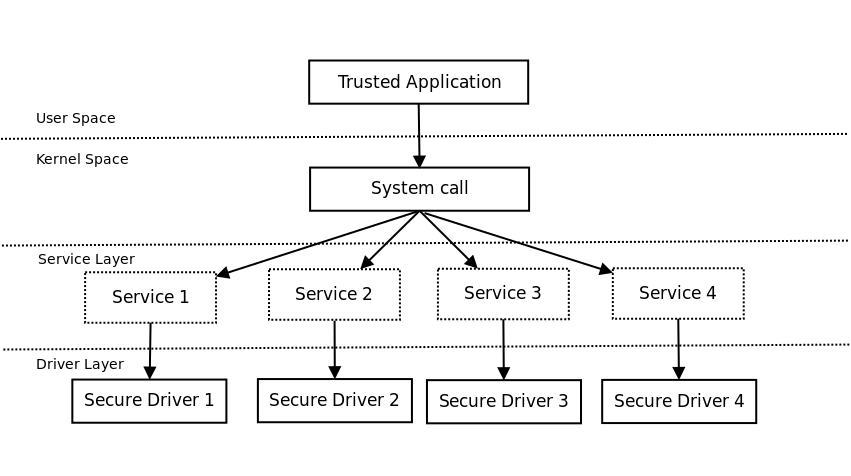 Trusted Application
User Space
Kernel Space
System call
Service Layer
Service 1
Service 2
Service 3
Service 4
Driver Layer
Secure Driver 1
Secure Driver 2
Secure Driver 3
Secure Driver 4